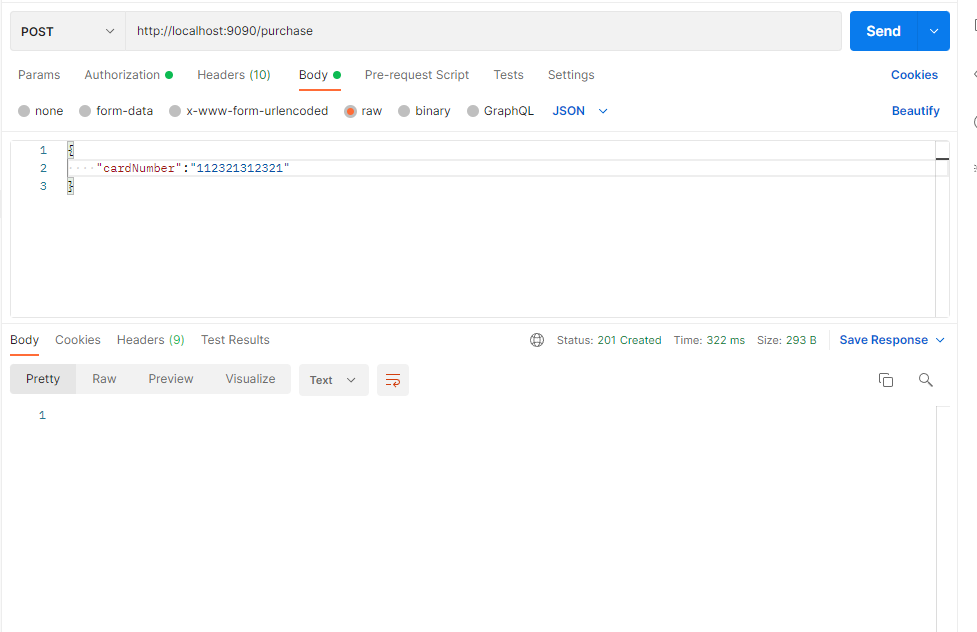 POST http://localhost:9090/purchase Send
Params Authorization Headers (10) Body Pre-request Script Tests Settings Cookies
none form-data x-www-form-urlencoded raw binary GraphQL JSON Beautify
1 {
2 ····"cardNumber":"112321312321"
3 }
Body Cookies Headers (9) Test Results Status: 201 Created Time: 322 ms Size: 293 B Save Response
Pretty Raw Preview Visualize Text
1